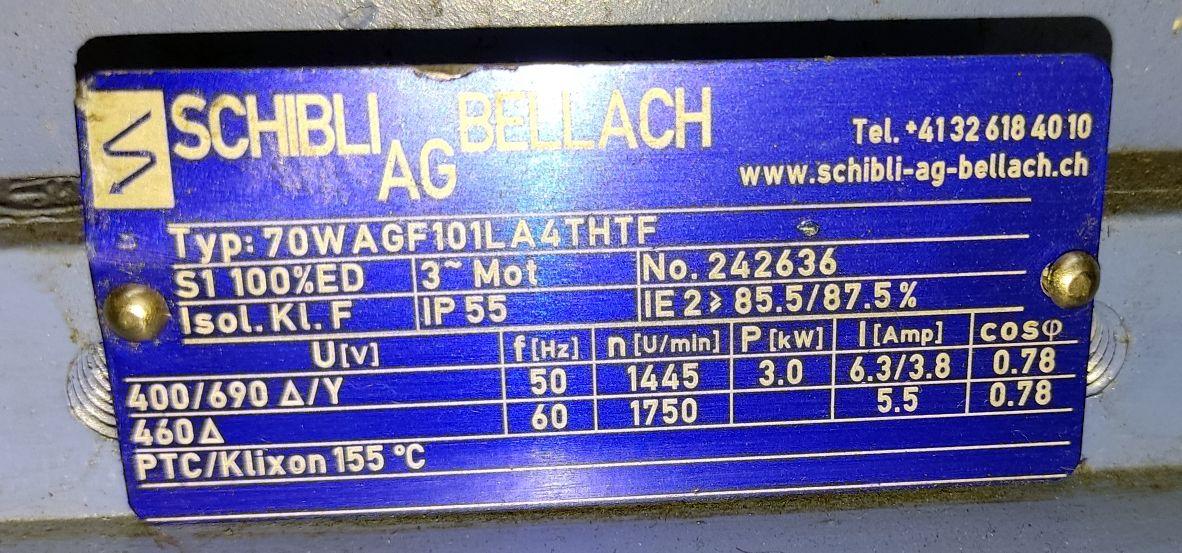 SCHIBLI AG BELLACH
Tel. +41 32 618 40 10
www.schibli-ag-bellach.ch
Typ: 70WAGF101LA4THTF
S1 100%ED 3~ Mot No. 242636
Isol. Kl. F IP 55 IE 2 ≥ 85.5/87.5 %
U [V] f [Hz] n [U/min] P [kW] I [Amp] cosφ
400/690 Δ/Y 50 1445 3.0 6.3/3.8 0.78
460 Δ 60 1750 5.5 0.78
PTC/Klixon 155 °C